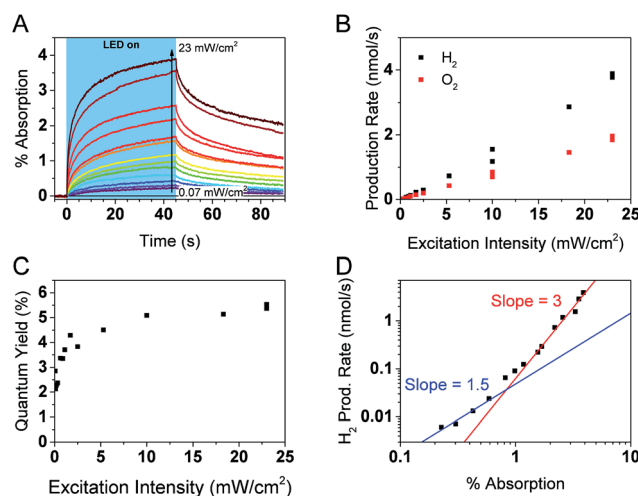 A
LED on
23 mW/cm²
0.07 mW/cm²
4
3
2
1
0
% Absorption
0 20 40 60 80
Time (s)
B
H₂
O₂
4
2
0
Production Rate (nmol/s)
0 5 10 15 20 25
Excitation Intensity (mW/cm²)
C
6
5
4
3
2
1
0
Quantum Yield (%)
0 5 10 15 20 25
Excitation Intensity (mW/cm²)
D
Slope = 3
Slope = 1.5
1
0.1
0.01
H₂ Prod. Rate (nmol/s)
0.1 1 10
% Absorption